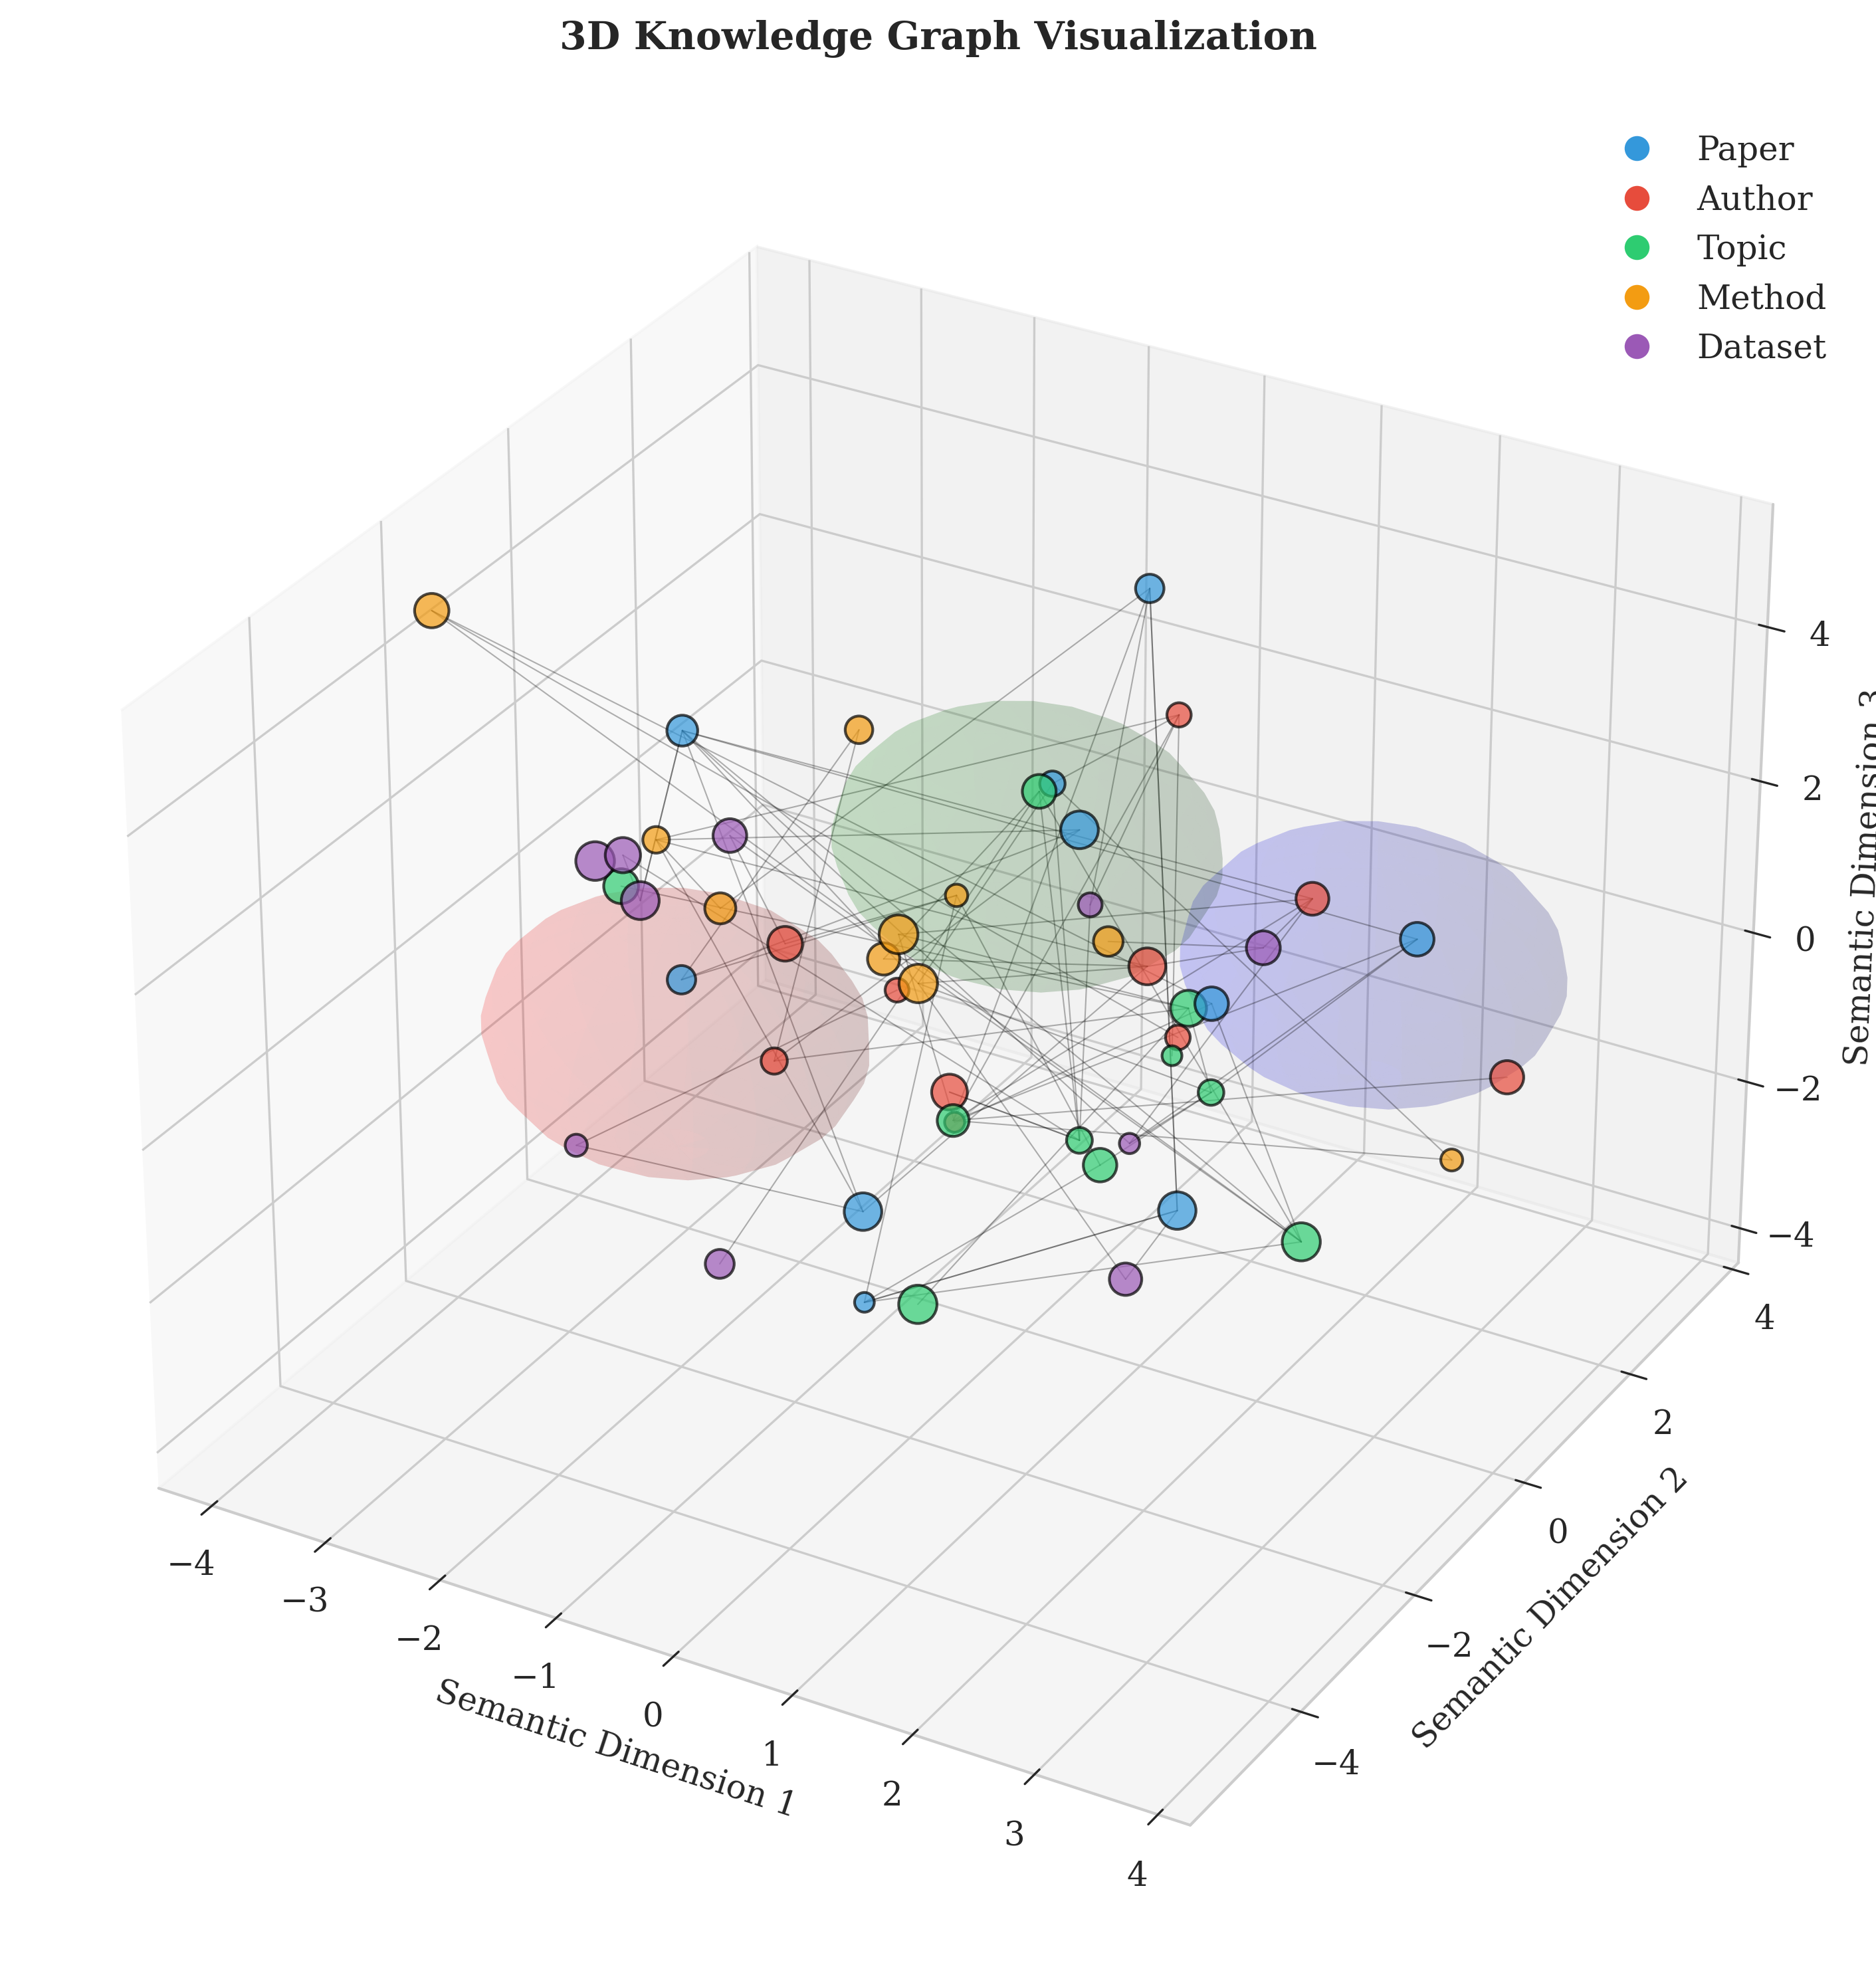 3D Knowledge Graph Visualization
Paper
Author
Topic
Method
Dataset
4
2
0
−2
−4
Semantic Dimension 3
4
2
0
−2
−4
Semantic Dimension 2
−4
−3
−2
−1
0
1
2
3
4
Semantic Dimension 1